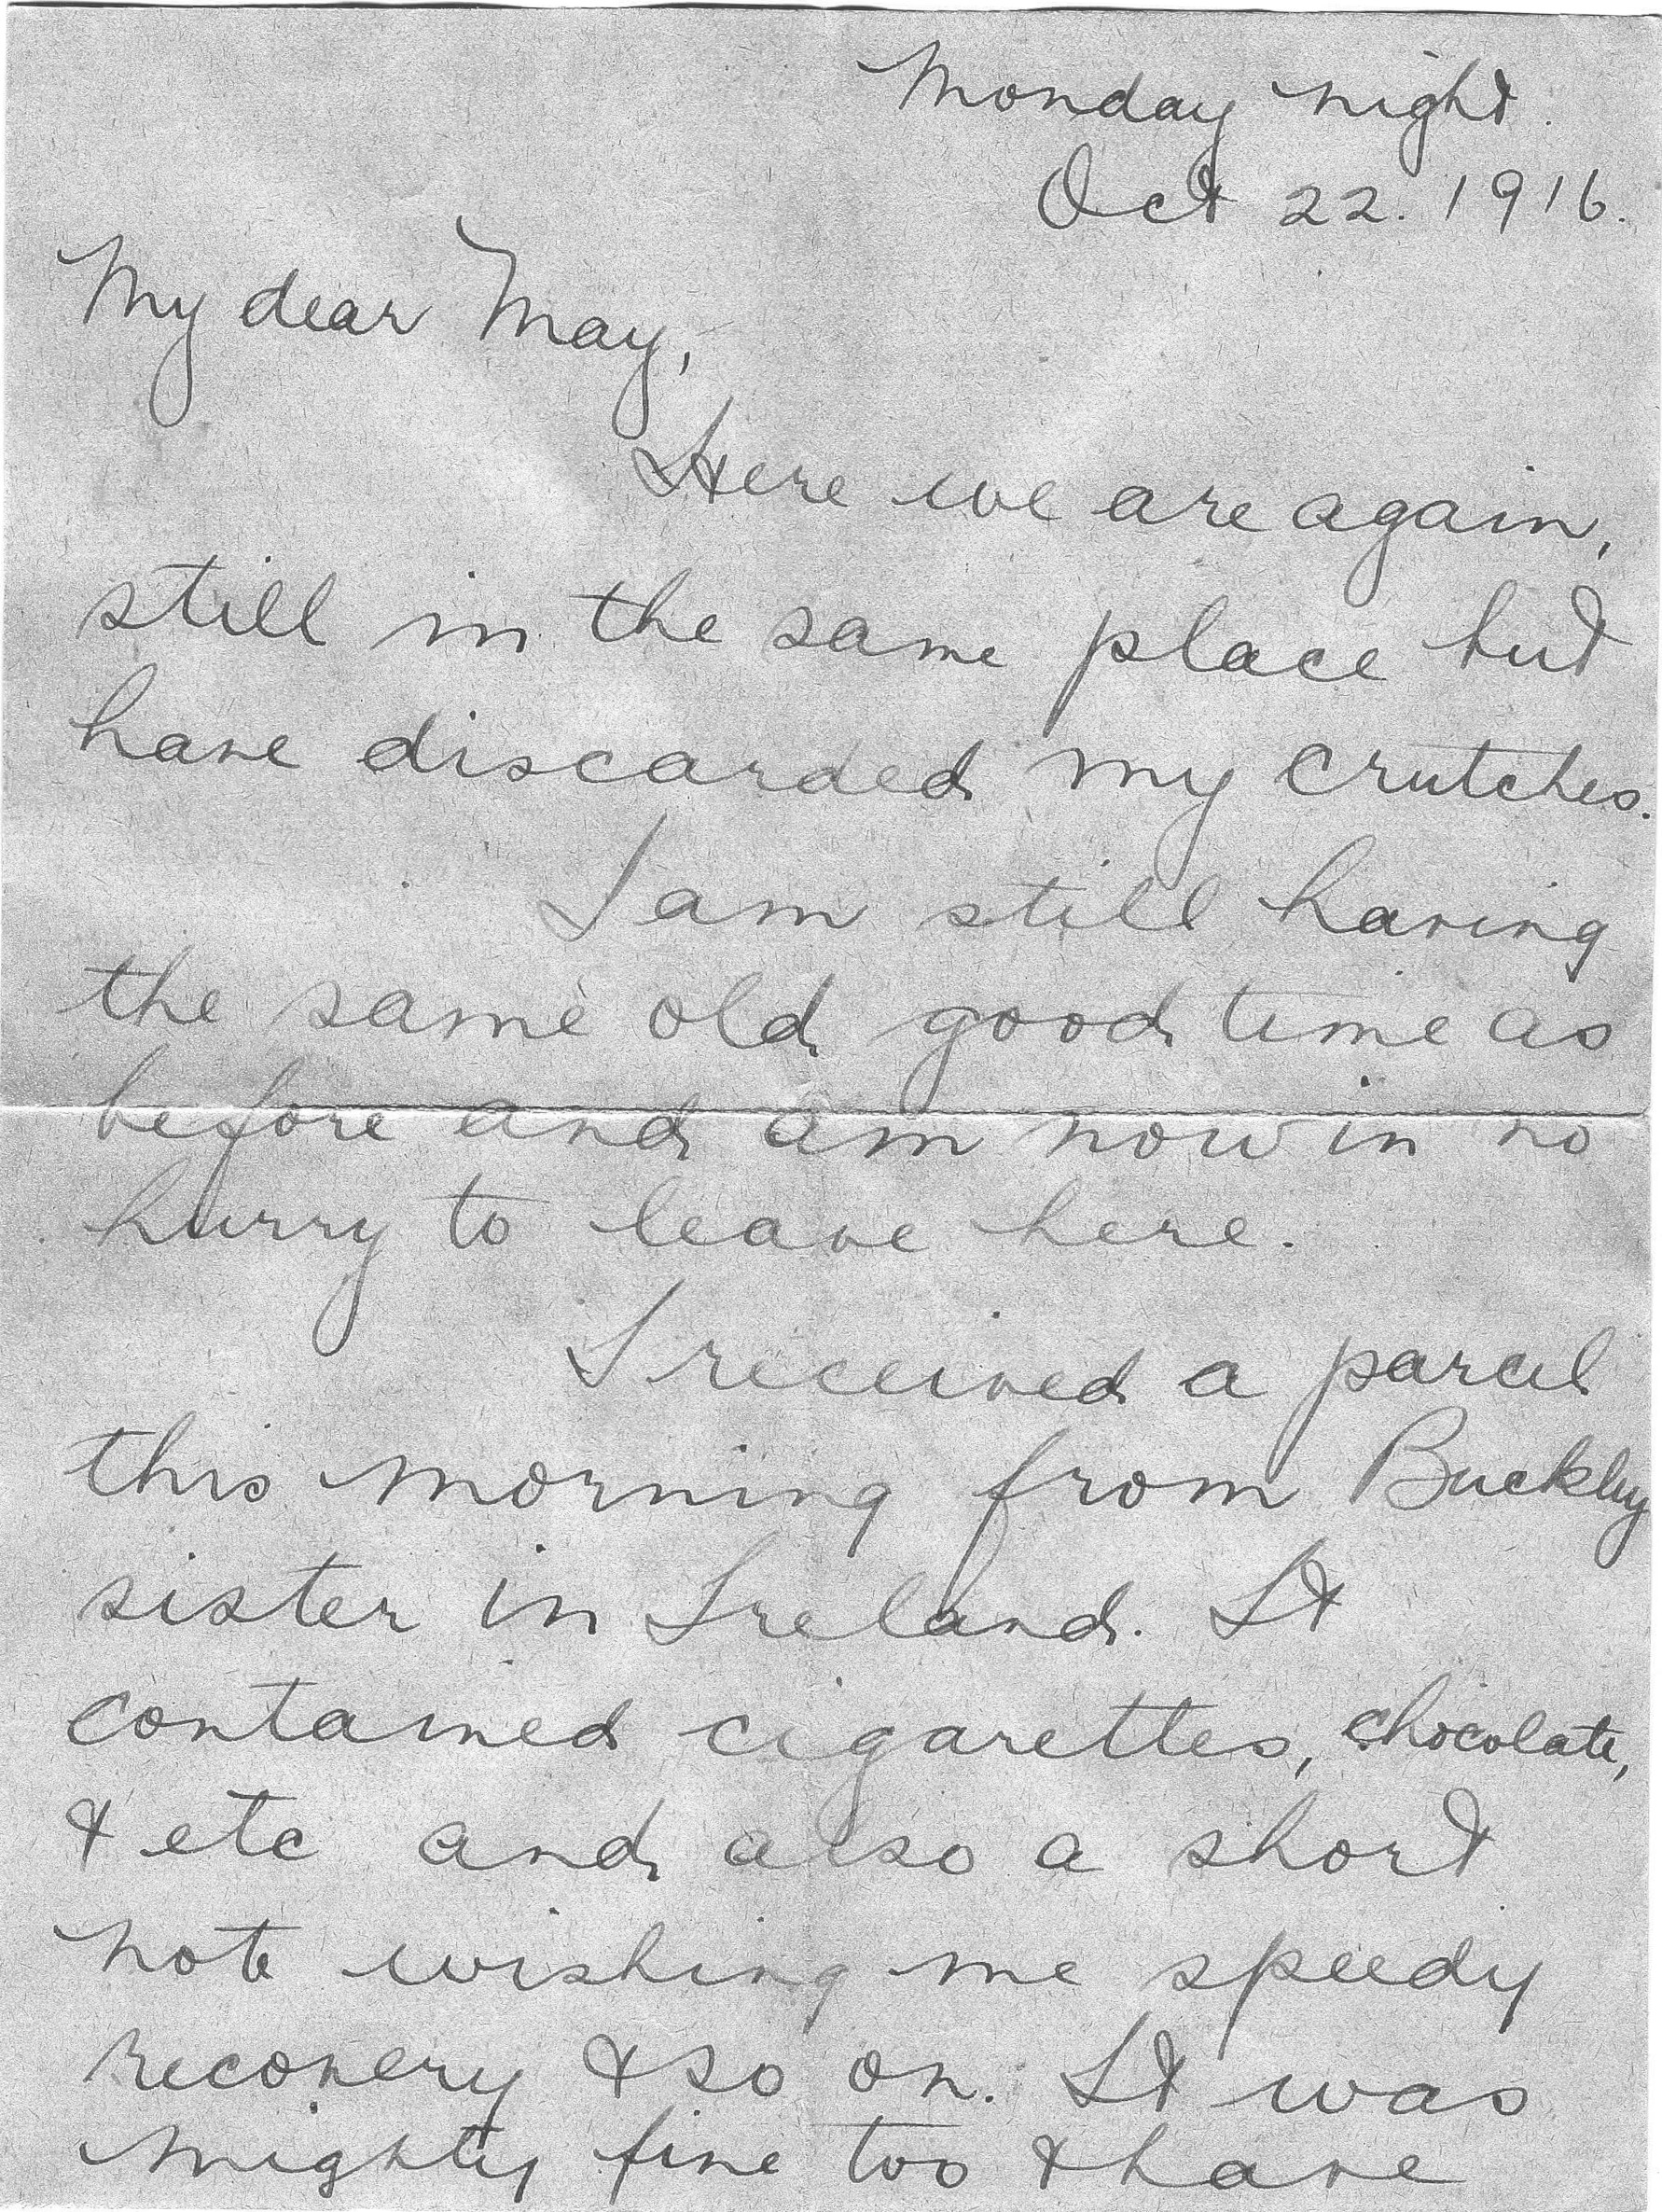 Monday night.
Oct 22. 1916.
My dear May,
Here we are again,
still in the same place but
have discarded my crutches.
I am still having
the same old good time as
before and am now in no
hurry to leave here.
I received a parcel
this morning from Buckley
sister in Ireland. It
contained cigarettes, chocolate,
& etc and also a short
note wishing me speedy
recovery & so on. It was
mighty fine too & have